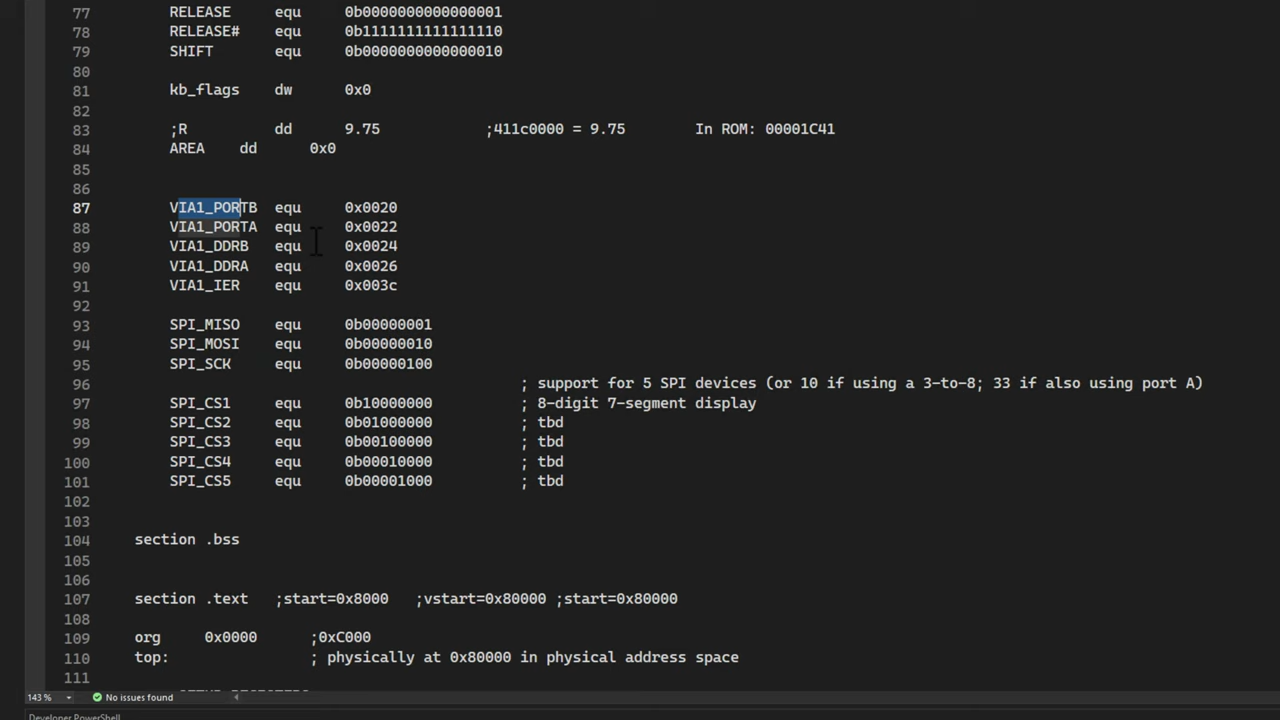 77 RELEASE equ 0b0000000000000001
78 RELEASE# equ 0b1111111111111110
79 SHIFT equ 0b0000000000000010
80
81 kb_flags dw 0x0
82
83 ;R dd 9.75 ;411c0000 = 9.75 In ROM: 00001C41
84 AREA dd 0x0
85
86
87 VIA1_PORTB equ 0x0020
88 VIA1_PORTA equ 0x0022
89 VIA1_DDRB equ 0x0024
90 VIA1_DDRA equ 0x0026
91 VIA1_IER equ 0x003c
92
93 SPI_MISO equ 0b00000001
94 SPI_MOSI equ 0b00000010
95 SPI_SCK equ 0b00000100
96 ; support for 5 SPI devices (or 10 if using a 3-to-8; 33 if also using port A)
97 SPI_CS1 equ 0b10000000 ; 8-digit 7-segment display
98 SPI_CS2 equ 0b01000000 ; tbd
99 SPI_CS3 equ 0b00100000 ; tbd
100 SPI_CS4 equ 0b00010000 ; tbd
101 SPI_CS5 equ 0b00001000 ; tbd
102
103
104 section .bss
105
106
107 section .text ;start=0x8000 ;vstart=0x80000 ;start=0x80000
108
109 org 0x0000 ;0xC000
110 top: ; physically at 0x80000 in physical address space
111
143 % No issues found
Developer PowerShell